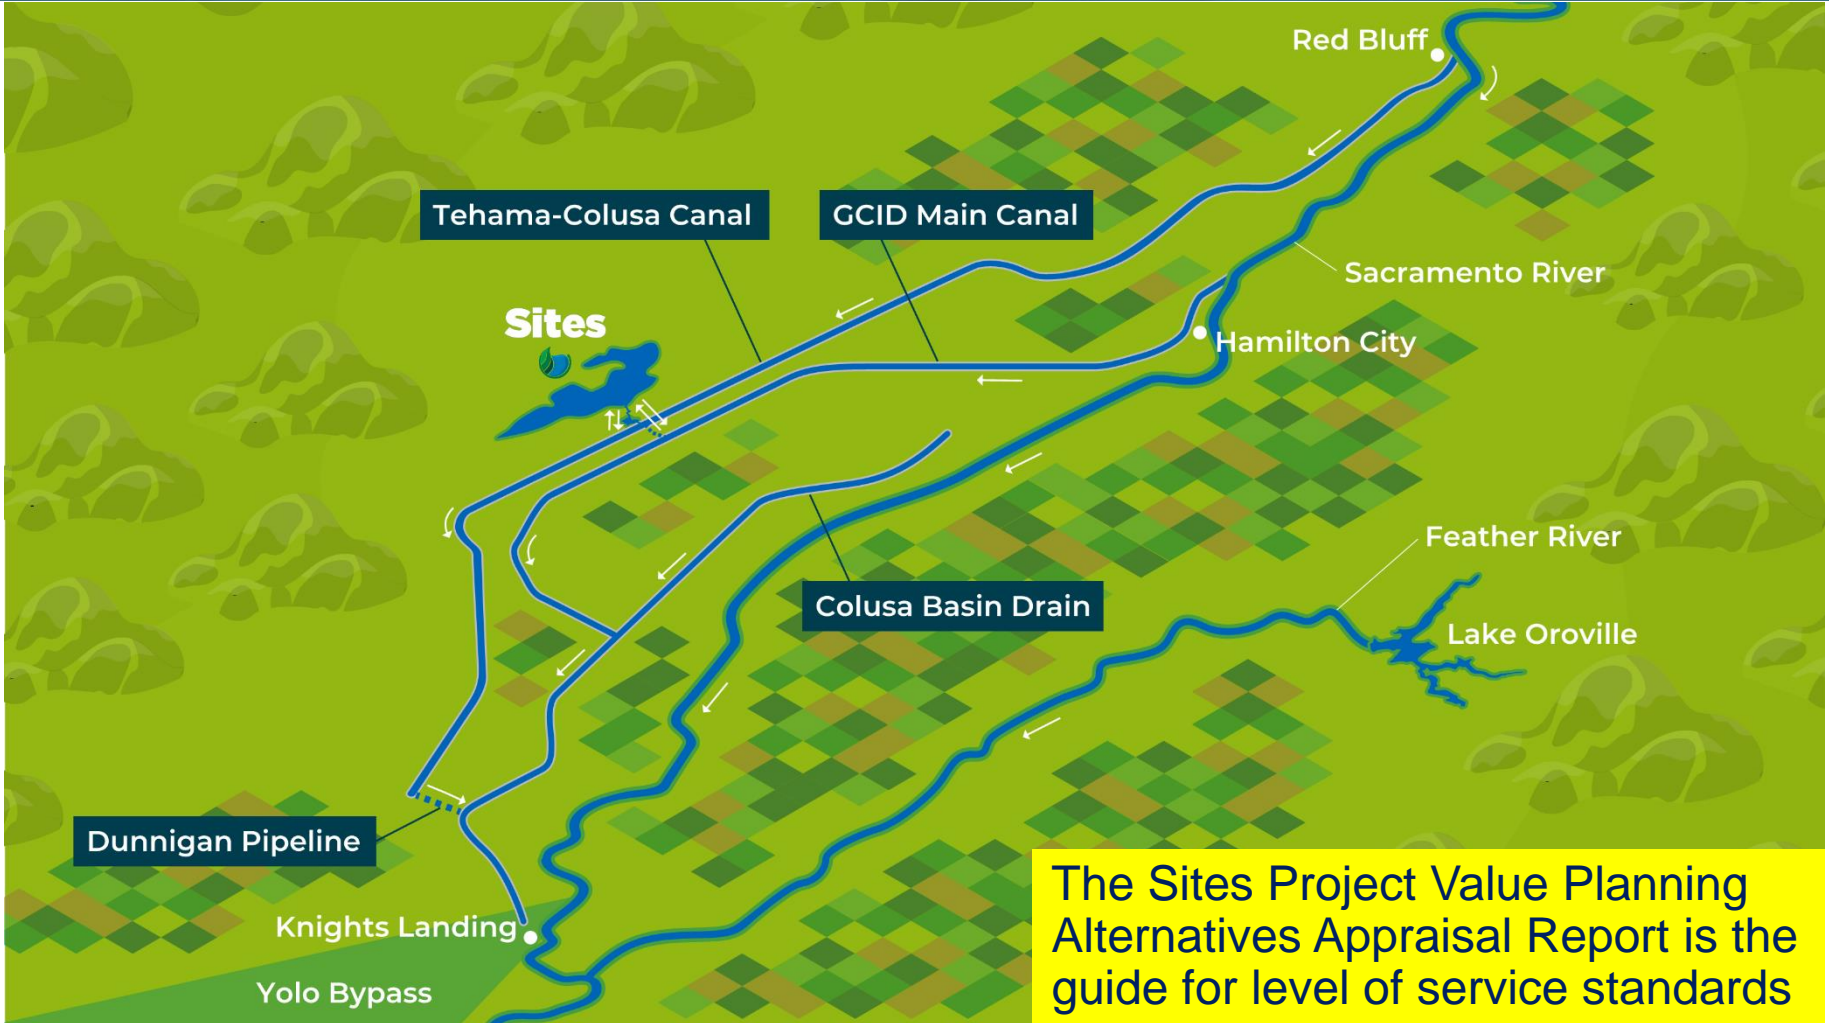 Red Bluff
Tehama-Colusa Canal
GCID Main Canal
Sacramento River
Sites
Hamilton City
Feather River
Colusa Basin Drain
Lake Oroville
Dunnigan Pipeline
Knights Landing
Yolo Bypass
The Sites Project Value Planning
Alternatives Appraisal Report is the
guide for level of service standards